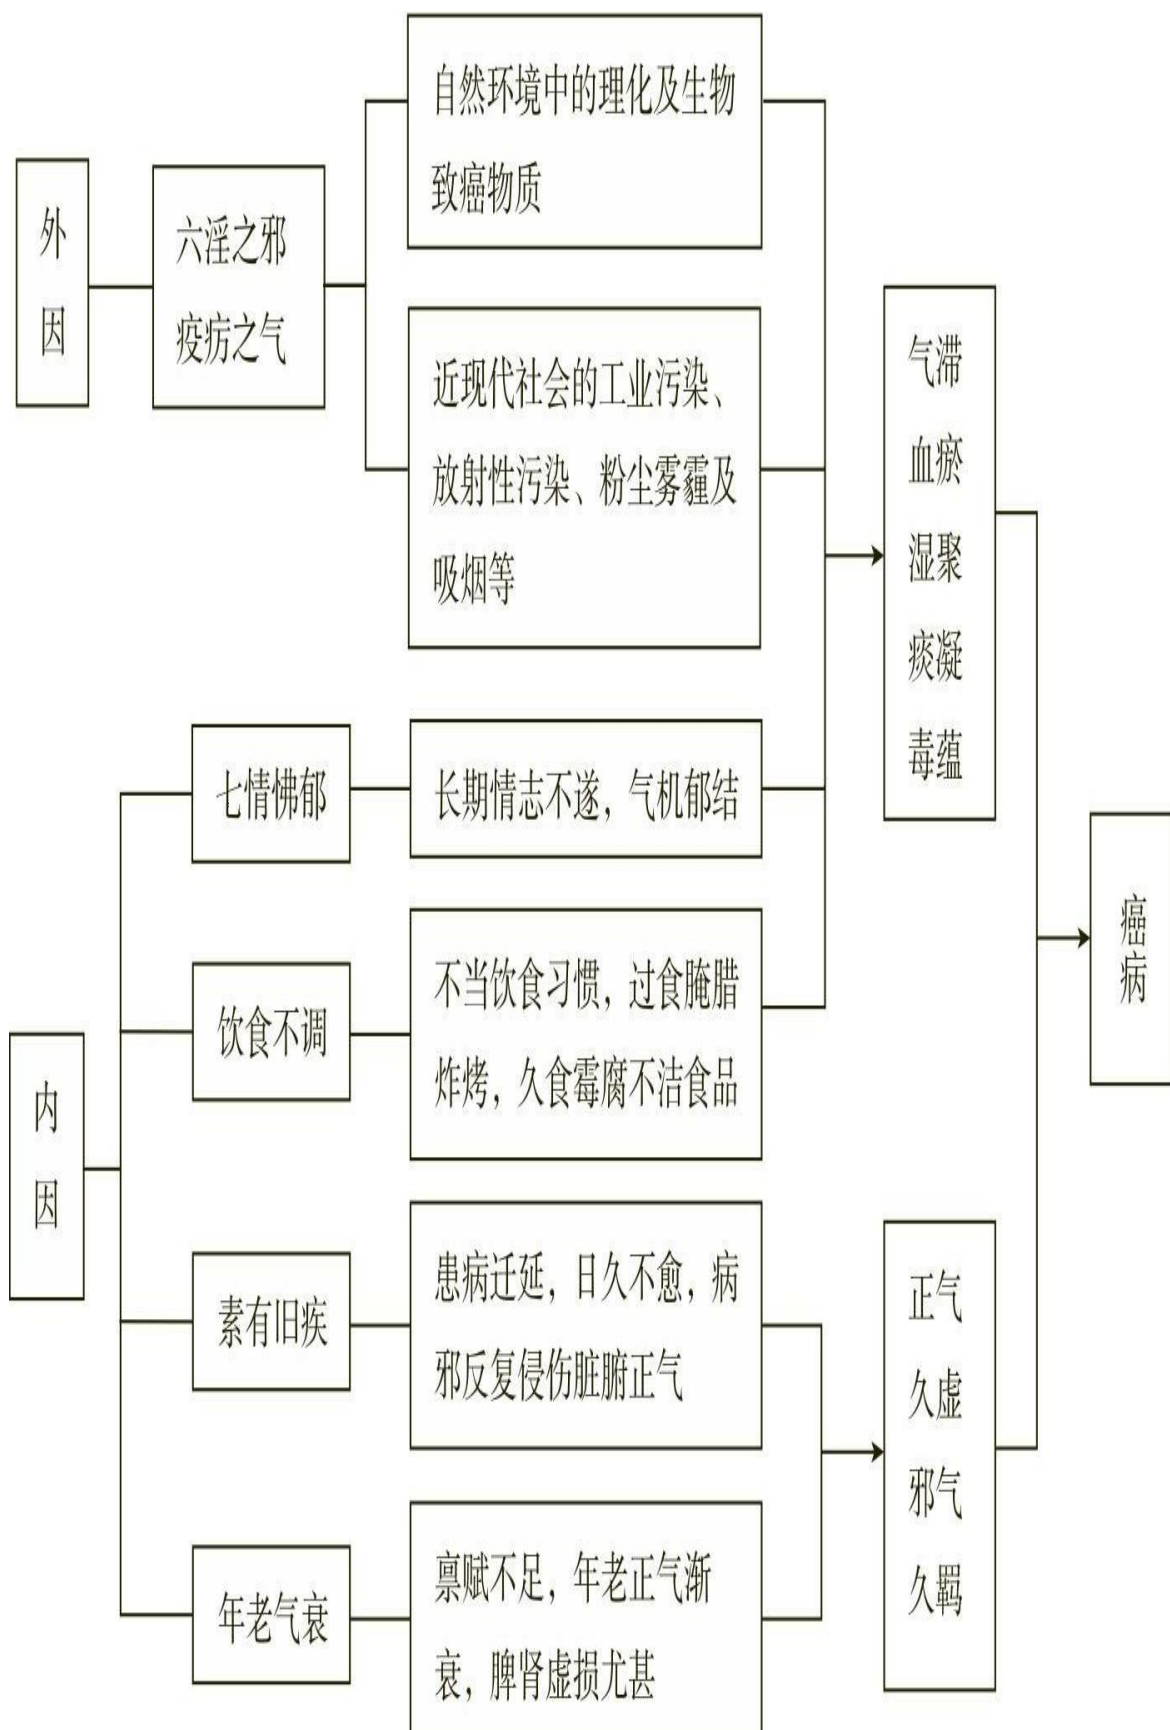 外
因
六淫之邪
疫疠之气
自然环境中的理化及生物
致癌物质
近现代社会的工业污染、
放射性污染、粉尘雾霾及
吸烟等
内
因
七情怫郁
长期情志不遂，气机郁结
饮食不调
不当饮食习惯，过食腌腊
炸烤，久食霉腐不洁食品
素有旧疾
患病迁延，日久不愈，病
邪反复侵伤脏腑正气
年老气衰
禀赋不足，年老正气渐
衰，脾肾虚损尤甚
气滞
血瘀
湿聚
痰凝
毒蕴
正气
久虚
邪气
久羁
癌
病